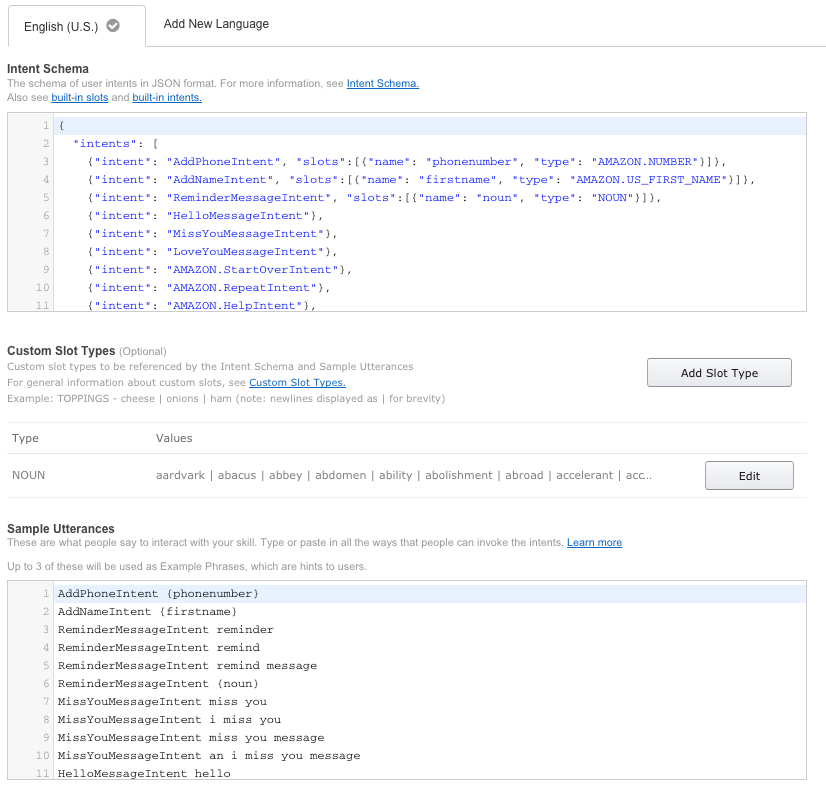 English (U.S.)
Add New Language
Intent Schema
The schema of user intents in JSON format. For more information, see Intent Schema.
Also see built-in slots and built-in intents.
1 {
2 "intents": [
3 {"intent": "AddPhoneIntent", "slots":[{"name": "phonenumber", "type": "AMAZON.NUMBER"}]},
4 {"intent": "AddNameIntent", "slots":[{"name": "firstname", "type": "AMAZON.US_FIRST_NAME"}]},
5 {"intent": "ReminderMessageIntent", "slots":[{"name": "noun", "type": "NOUN"}]},
6 {"intent": "HelloMessageIntent"},
7 {"intent": "MissYouMessageIntent"},
8 {"intent": "LoveYouMessageIntent"},
9 {"intent": "AMAZON.StartOverIntent"},
10 {"intent": "AMAZON.RepeatIntent"},
11 {"intent": "AMAZON.HelpIntent"},
Custom Slot Types (Optional)
Custom slot types to be referenced by the Intent Schema and Sample Utterances
For general information about custom slots, see Custom Slot Types.
Example: TOPPINGS - cheese | onions | ham (note: newlines displayed as | for brevity)
Add Slot Type
Type Values
NOUN aardvark | abacus | abbey | abdomen | ability | abolishment | abroad | accelerant | acc... Edit
Sample Utterances
These are what people say to interact with your skill. Type or paste in all the ways that people can invoke the intents. Learn more
Up to 3 of these will be used as Example Phrases, which are hints to users.
1 AddPhoneIntent {phonenumber}
2 AddNameIntent {firstname}
3 ReminderMessageIntent reminder
4 ReminderMessageIntent remind
5 ReminderMessageIntent remind message
6 ReminderMessageIntent {noun}
7 MissYouMessageIntent miss you
8 MissYouMessageIntent i miss you
9 MissYouMessageIntent miss you message
10 MissYouMessageIntent an i miss you message
11 HelloMessageIntent hello